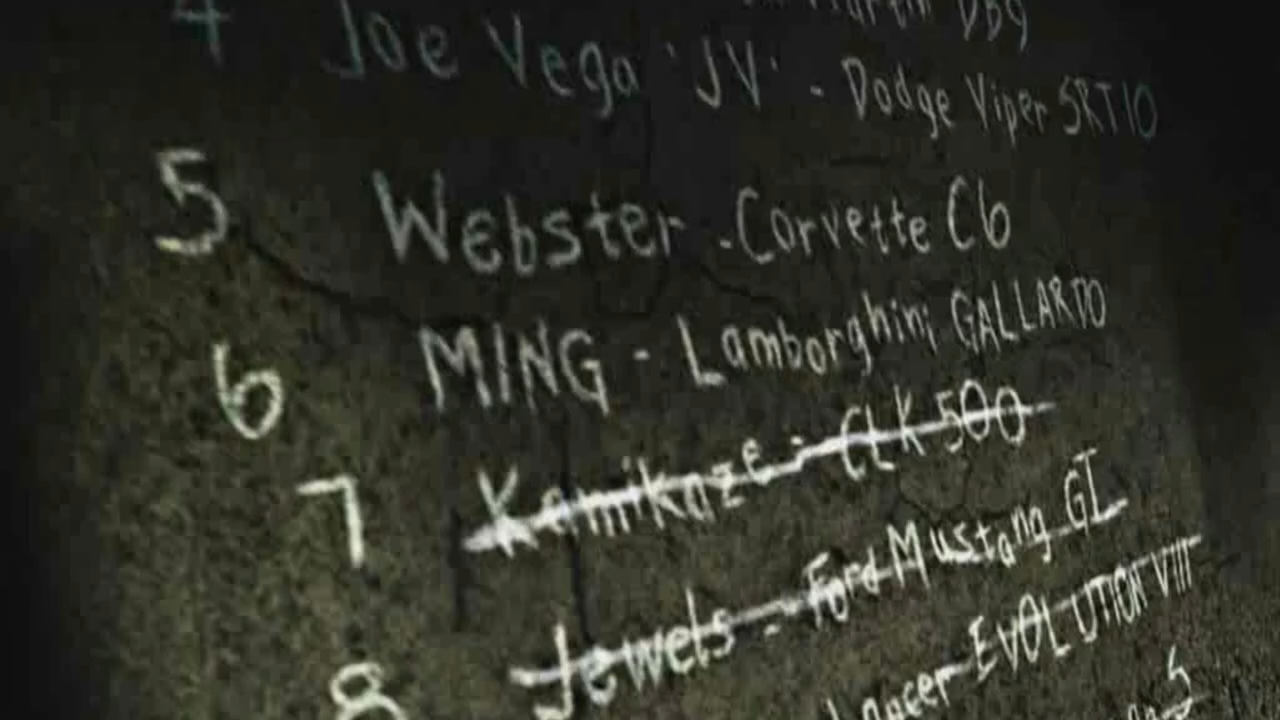 DB9
4 Joe Vega 'JV' - Dodge Viper SRT10
5 Webster - Corvette C6
6 MING - Lamborghini GALLARDO
7 Kamikaze - CLK 500
8 Jewels - Ford Mustang GT
Lancer EVOLUTION VIII